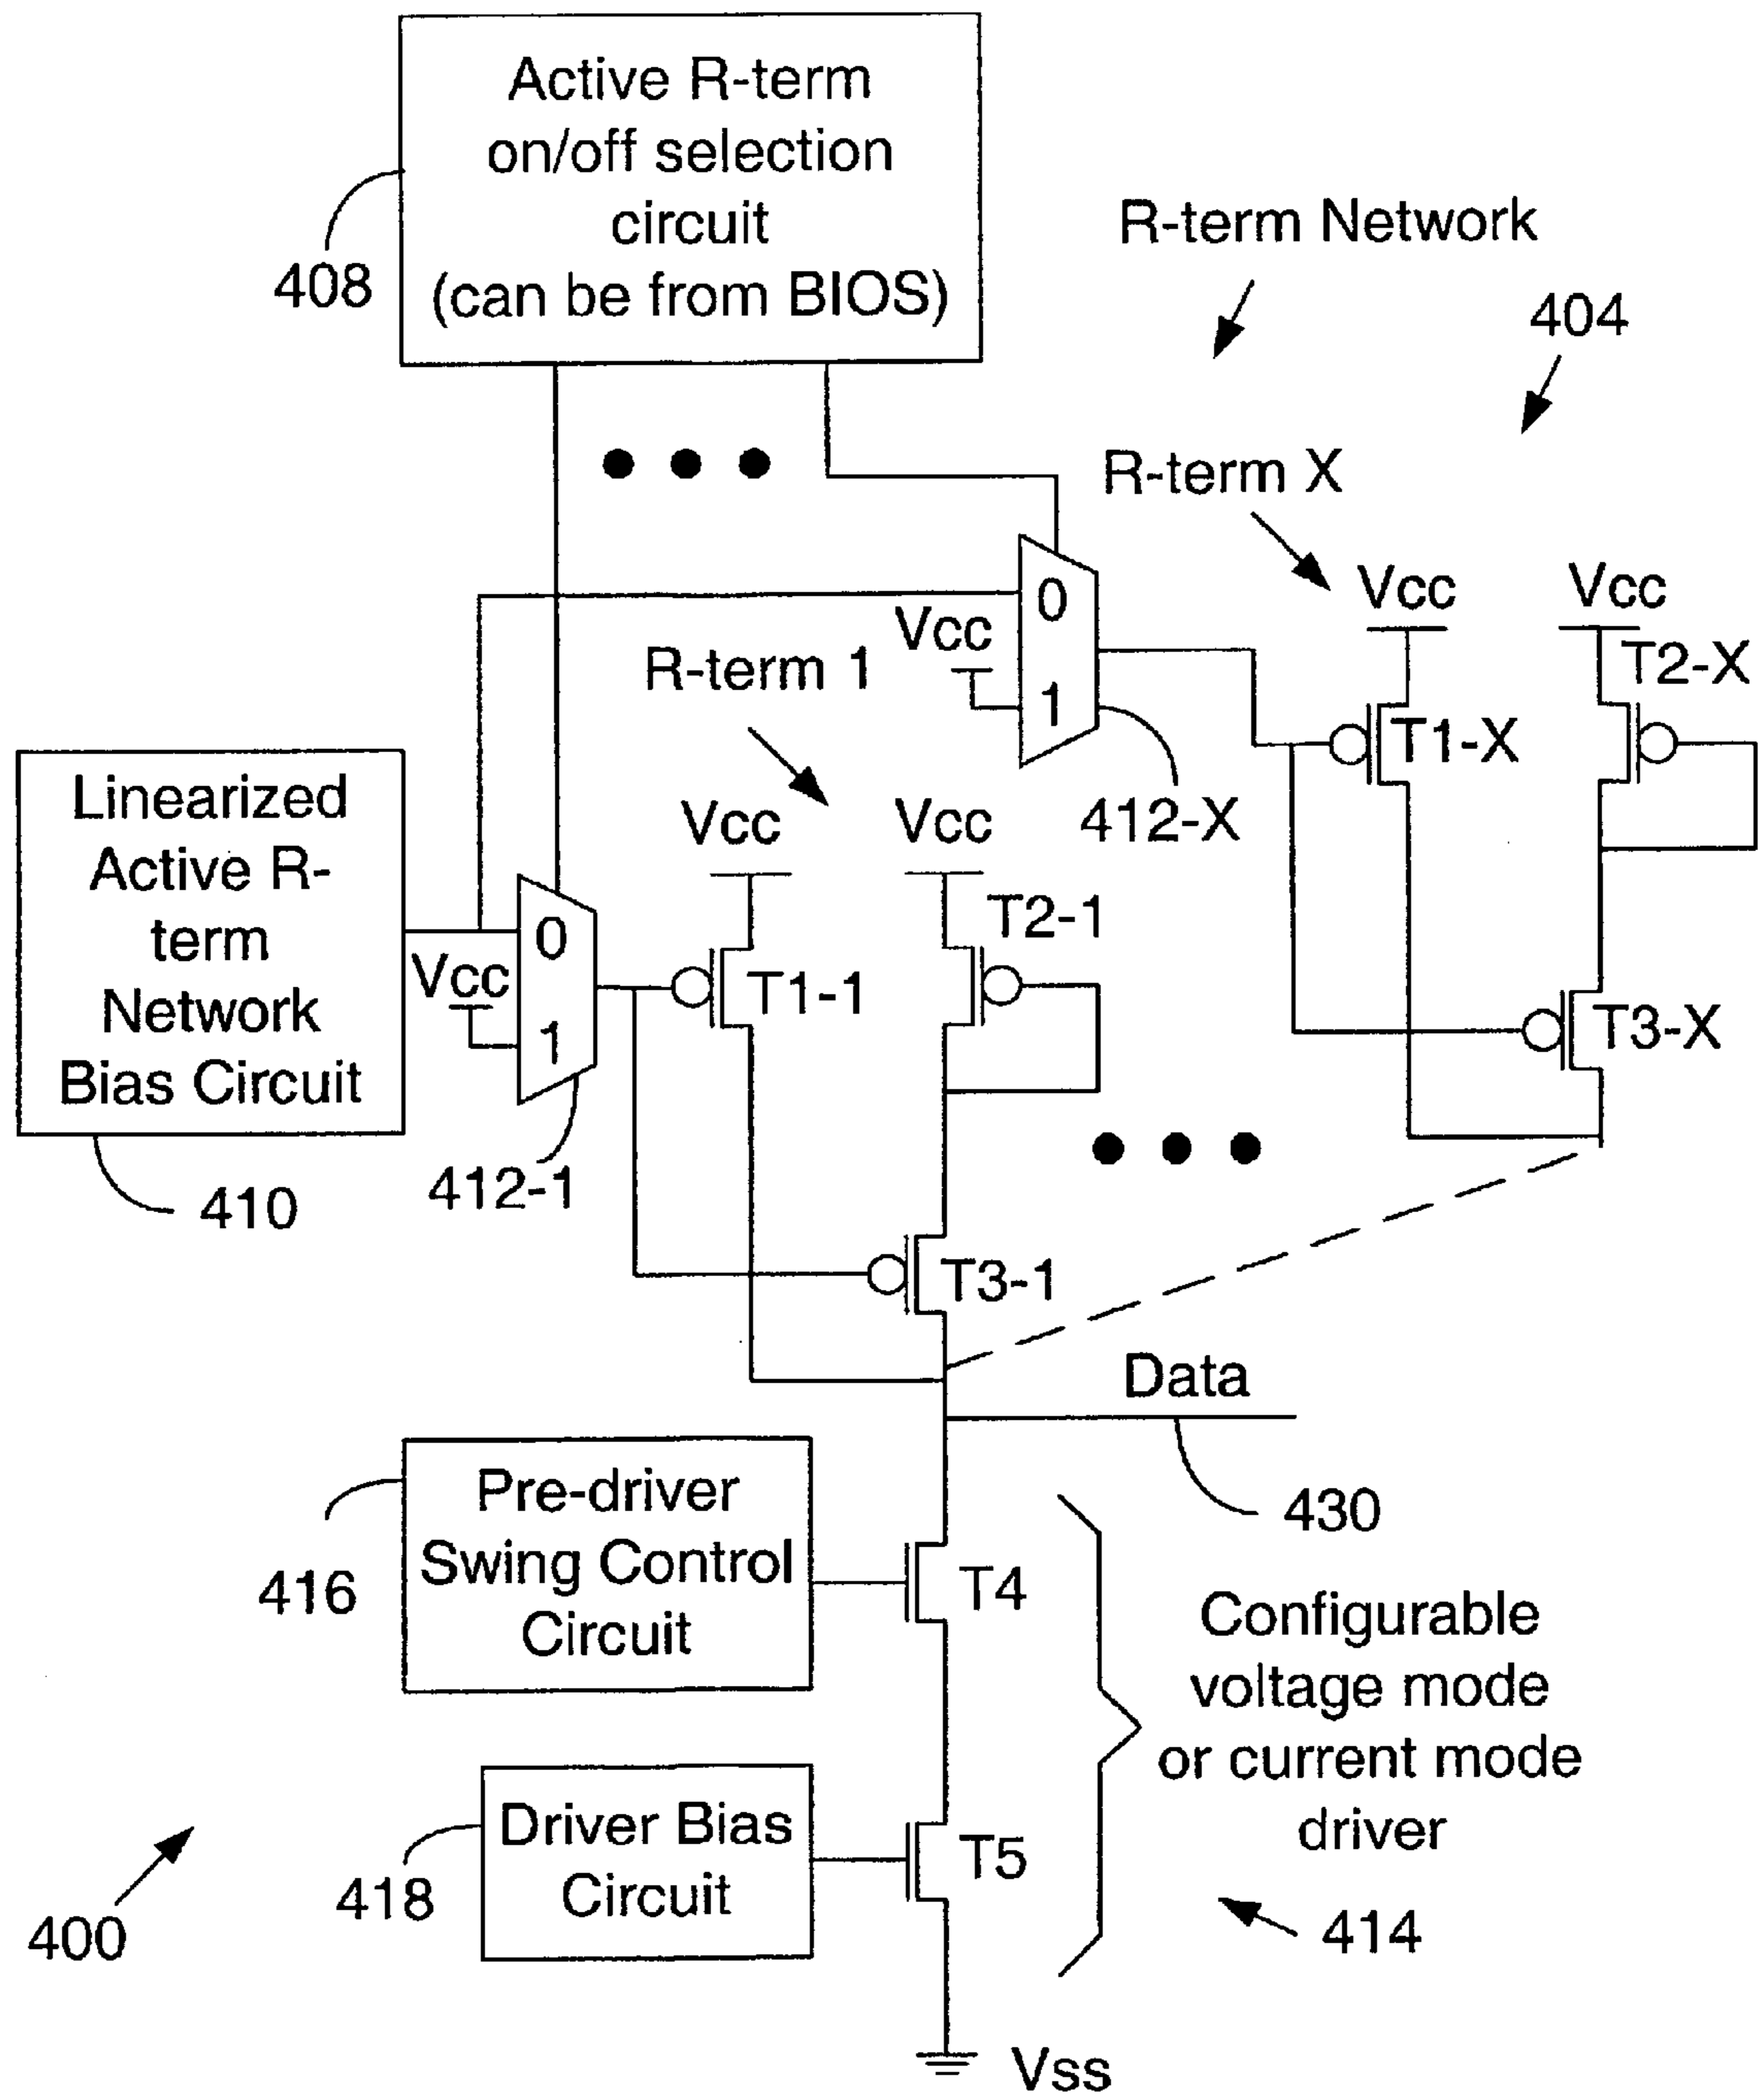 Active R-term
on/off selection
circuit
(can be from BIOS)
408
R-term Network
404
R-term X
Vcc
Vcc
T2-X
0
Vcc
1
T1-X
412-X
T3-X
R-term 1
Linearized
Active R-
term
Network
Bias Circuit
410
Vcc
Vcc
T2-1
0
Vcc
1
T1-1
412-1
T3-1
Data
430
Pre-driver
Swing Control
Circuit
416
T4
Configurable
voltage mode
or current mode
driver
Driver Bias
Circuit
418
T5
414
400
Vss